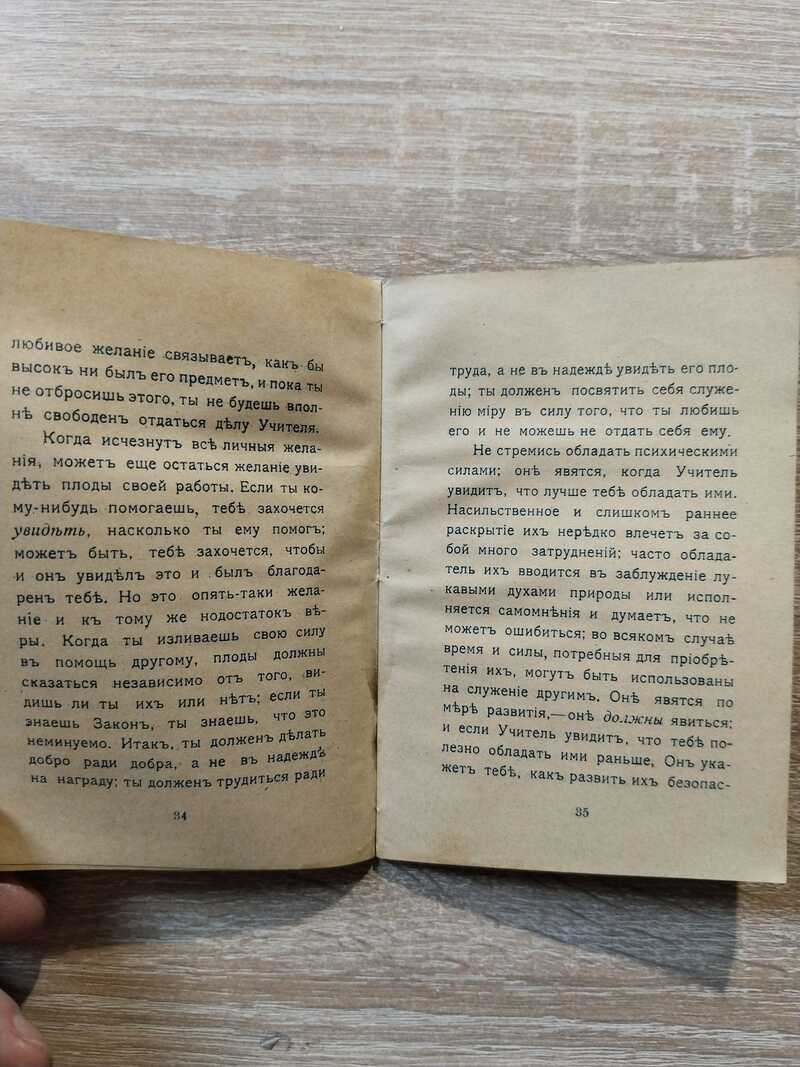 любивое желаніе связываетъ, какъ бы
высокъ ни былъ его предметъ, и пока ты
не отбросишь этого, ты не будешь впол-
нѣ свободенъ отдаться дѣлу Учителя.
Когда исчезнутъ всѣ личныя жела-
нія, можетъ еще остаться желаніе уви-
дѣть плоды своей работы. Если ты ко-
му-нибудь помогаешь, тебѣ захочется
увидѣть, насколько ты ему помогъ;
можетъ быть, тебѣ захочется, чтобы
и онъ увидѣлъ это и былъ благода-
ренъ тебѣ. Но это опять-таки жела-
ніе и къ тому же недостатокъ вѣ-
ры. Когда ты изливаешь свою силу
въ помощь другому, плоды должны
сказаться независимо отъ того, ви-
дишь ли ты ихъ или нѣтъ; если ты
знаешь Законъ, ты знаешь, что это
неминуемо. Итакъ, ты долженъ дѣлать
добро ради добра, а не въ надеждѣ
на награду; ты долженъ трудиться ради
34
труда, а не въ надеждѣ увидѣть его пло-
ды; ты долженъ посвятить себя служе-
нію міру въ силу того, что ты любишь
его и не можешь не отдать себя ему.
Не стремись обладать психическими
силами; онѣ явятся, когда Учитель
увидитъ, что лучше тебѣ обладать ими.
Насильственное и слишкомъ раннее
раскрытіе ихъ нерѣдко влечетъ за со-
бой много затрудненій; часто облада-
тель ихъ вводится въ заблужденіе лу-
кавыми духами природы или испол-
няется самомнѣнія и думаетъ, что не
можетъ ошибиться; во всякомъ случаѣ
время и силы, потребныя для пріобрѣ-
тенія ихъ, могутъ быть использованы
на служеніе другимъ. Онѣ явятся по
мѣрѣ развитія,—онѣ должны явиться;
и если Учитель увидитъ, что тебѣ по-
лезно обладать ими раньше, Онъ ука-
жетъ тебѣ, какъ развить ихъ безопас-
35